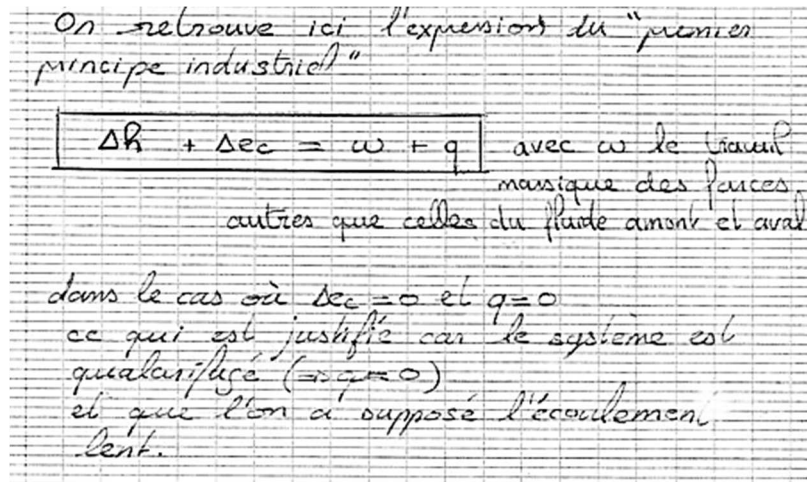 On retrouve ici l'expression du "premier
principe industriel"
Δh + Δec = w + q avec w le travail
massique des forces,
autres que celles du fluide amont et aval
dans le cas où Δec = 0 et q = 0
ce qui est justifié car le système est
qualarifugé (⇒ q = 0)
et que l'on a supposé l'écoulement
lent.